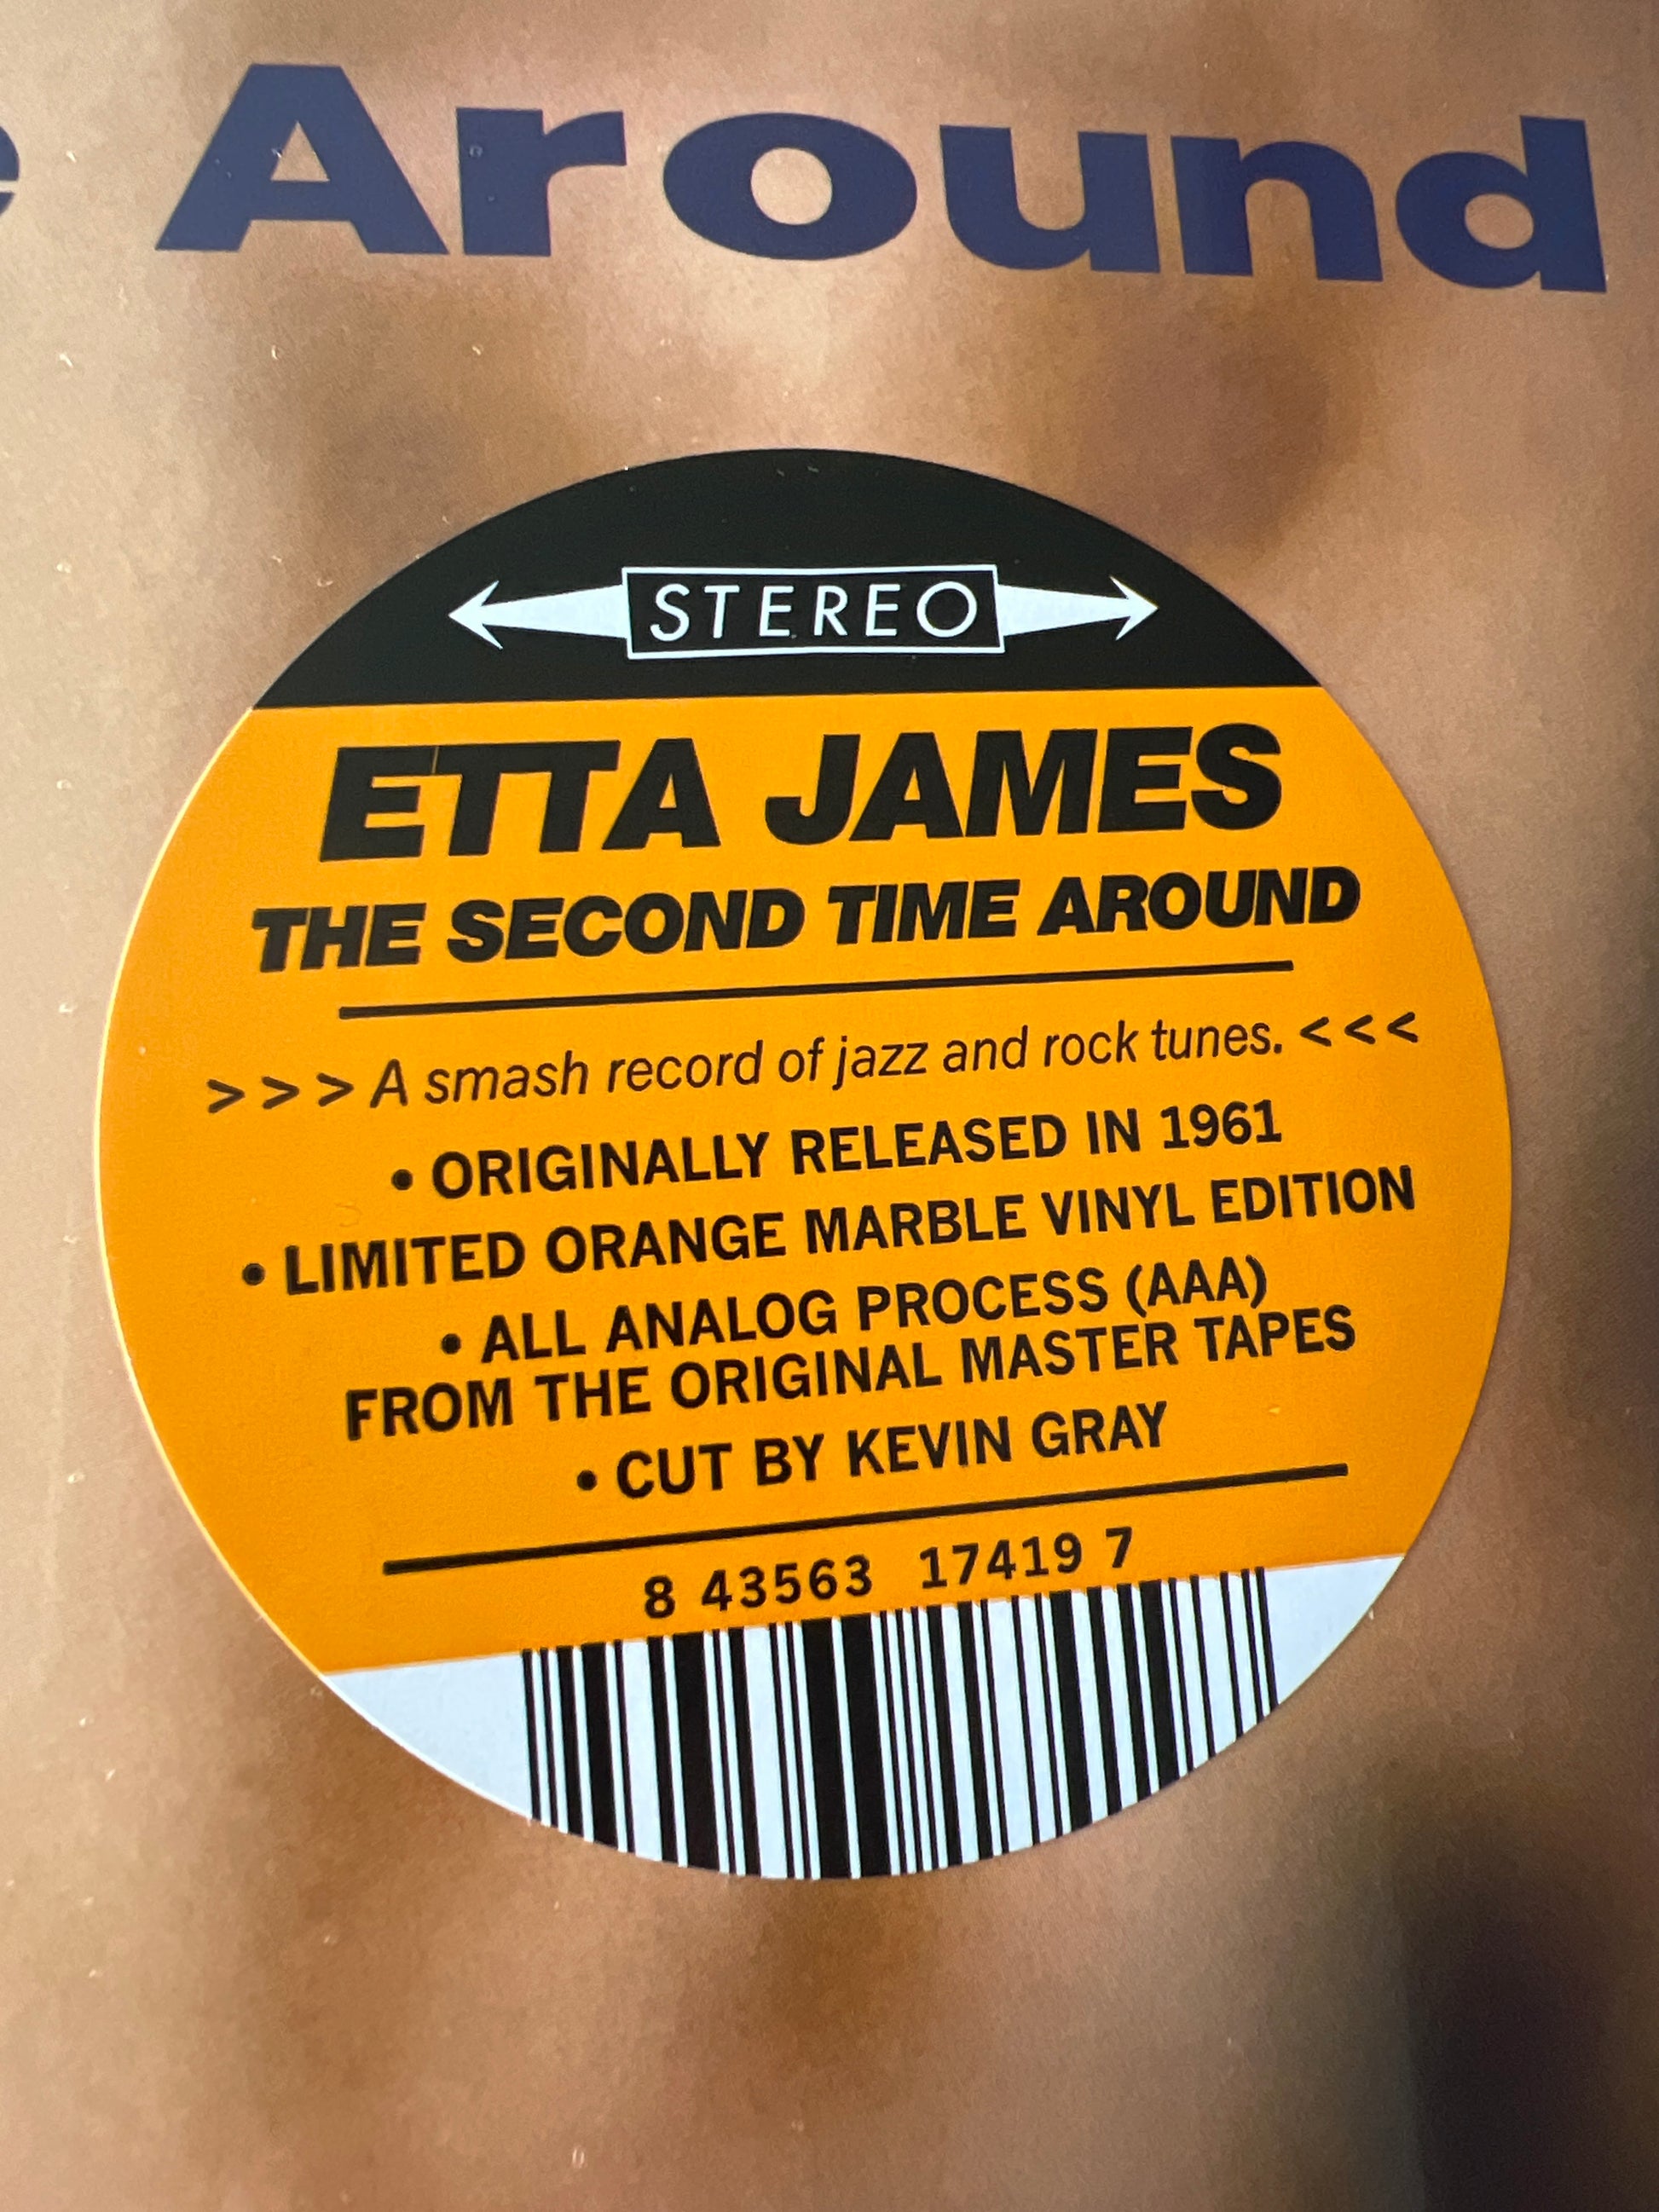 e Around
STEREO
ETTA JAMES
THE SECOND TIME AROUND
>>> A smash record of jazz and rock tunes. <<<
• ORIGINALLY RELEASED IN 1961
• LIMITED ORANGE MARBLE VINYL EDITION
• ALL ANALOG PROCESS (AAA)
FROM THE ORIGINAL MASTER TAPES
• CUT BY KEVIN GRAY
8 43563 17419 7